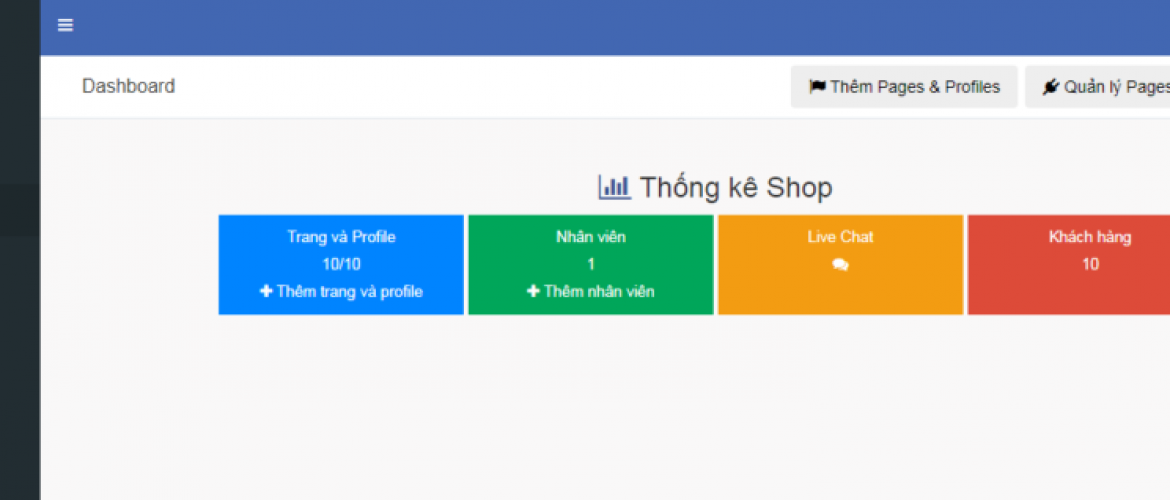 Dashboard
Thêm Pages & Profiles
Quản lý Pages
Thống kê Shop
Trang và Profile
10/10
Thêm trang và profile
Nhân viên
1
Thêm nhân viên
Live Chat
Khách hàng
10